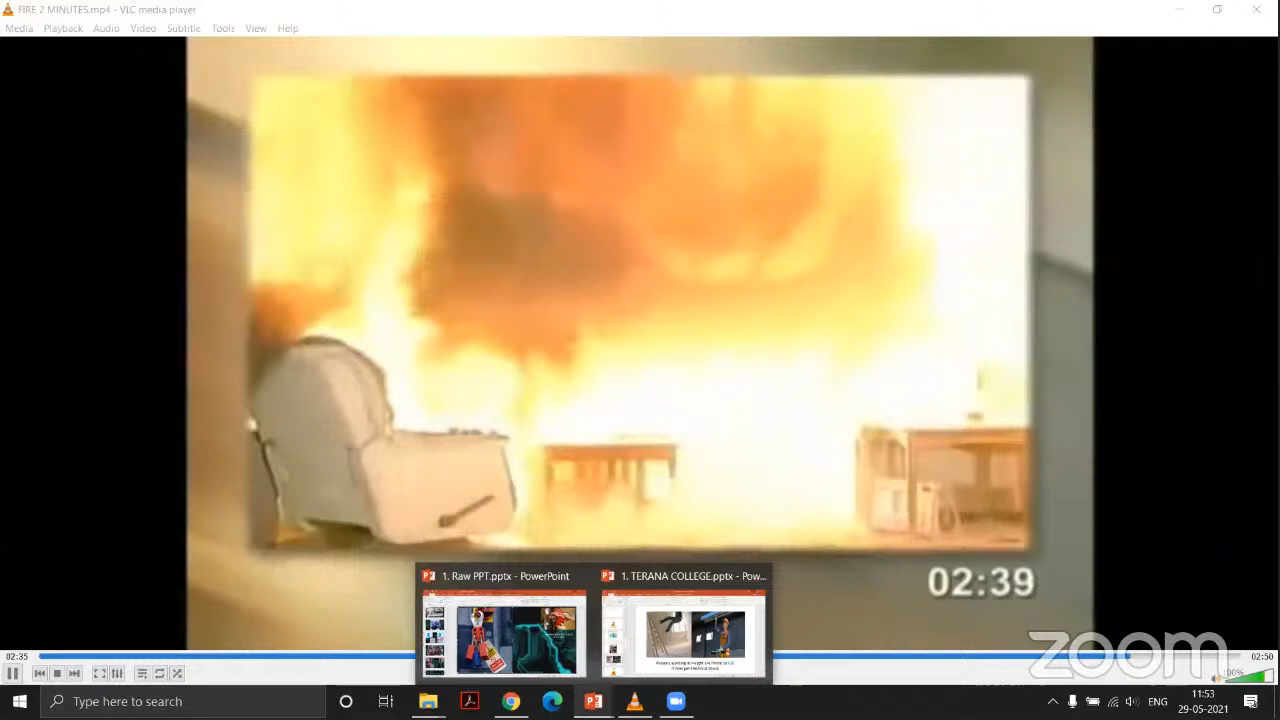 FIRE 2 MINUTES.mp4 - VLC media player
Media Playback Audio Video Subtitle Tools View Help
02:39
1. Raw PPT.pptx - PowerPoint
1. TERANA COLLEGE.pptx - Pow...
02:35
02:50
zoom
100%
Type here to search
ENG
11:53
29-05-2021